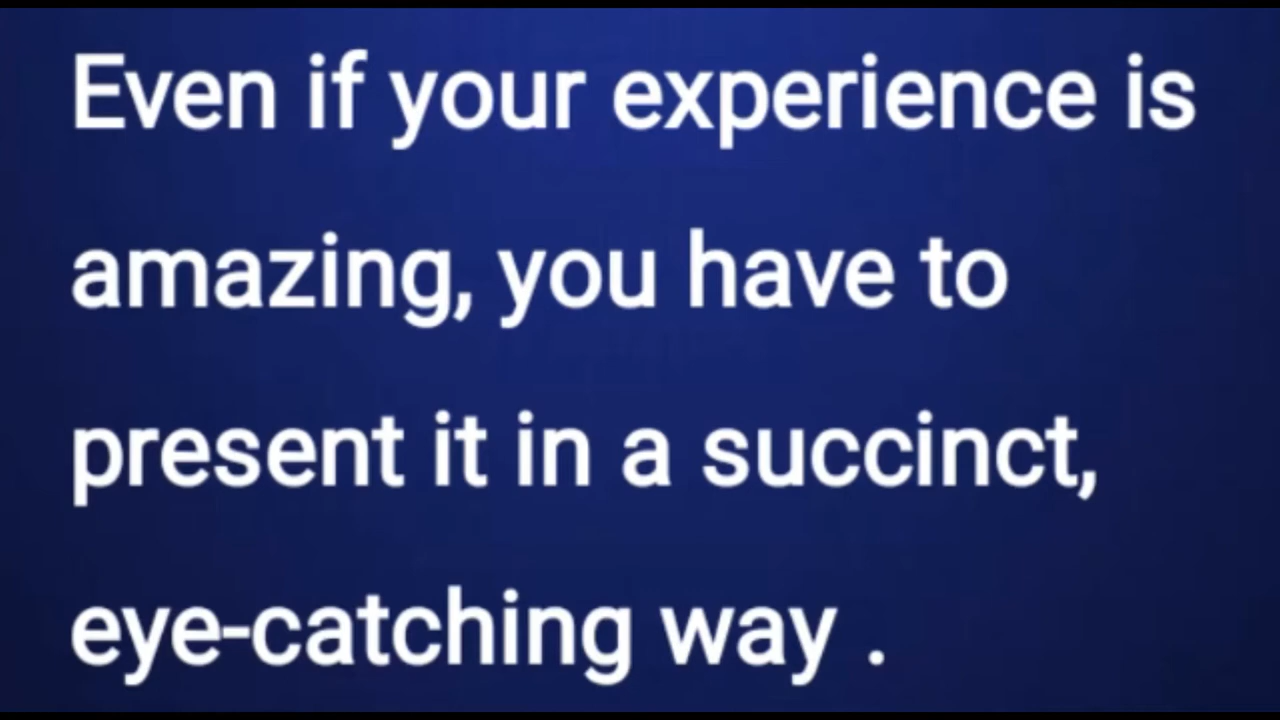 Even if your experience is
amazing, you have to
present it in a succinct,
eye-catching way .